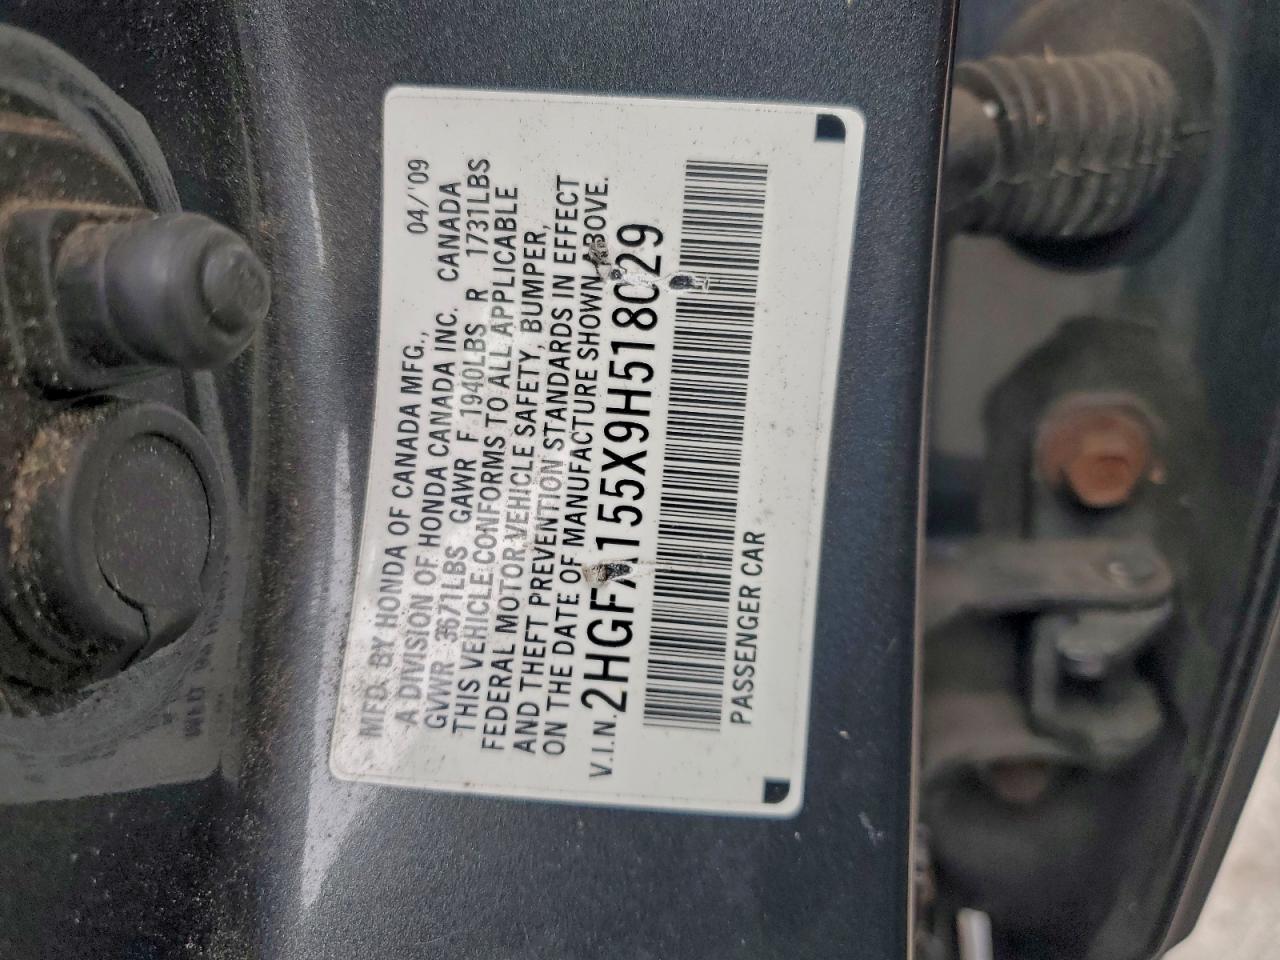 MFD. BY HONDA OF CANADA MFG., 04/'09
A DIVISION OF HONDA CANADA INC. CANADA
GVWR 3671LBS GAWR F 1940LBS R 1731LBS
THIS VEHICLE CONFORMS TO ALL APPLICABLE
FEDERAL MOTOR VEHICLE SAFETY, BUMPER,
AND THEFT PREVENTION STANDARDS IN EFFECT
ON THE DATE OF MANUFACTURE SHOWN ABOVE.
V.I.N. 2HGFA155X9H518029
PASSENGER CAR